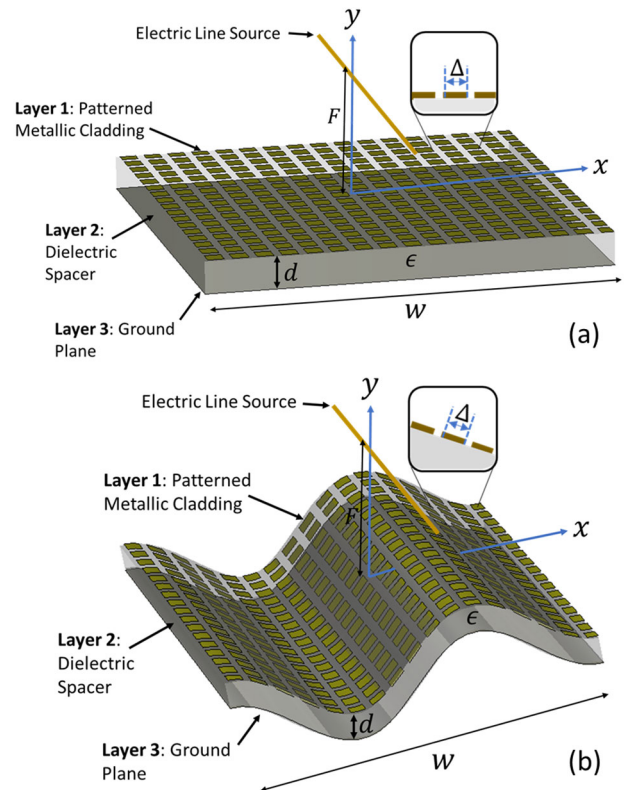 y
Electric Line Source
Δ
F
Layer 1: Patterned
Metallic Cladding
x
Layer 2:
Dielectric
Spacer
d
ϵ
Layer 3: Ground
Plane
w
(a)
y
Electric Line Source
Δ
Layer 1: Patterned
Metallic Cladding
F
x
ϵ
Layer 2:
Dielectric
Spacer
d
Layer 3: Ground
Plane
w
(b)